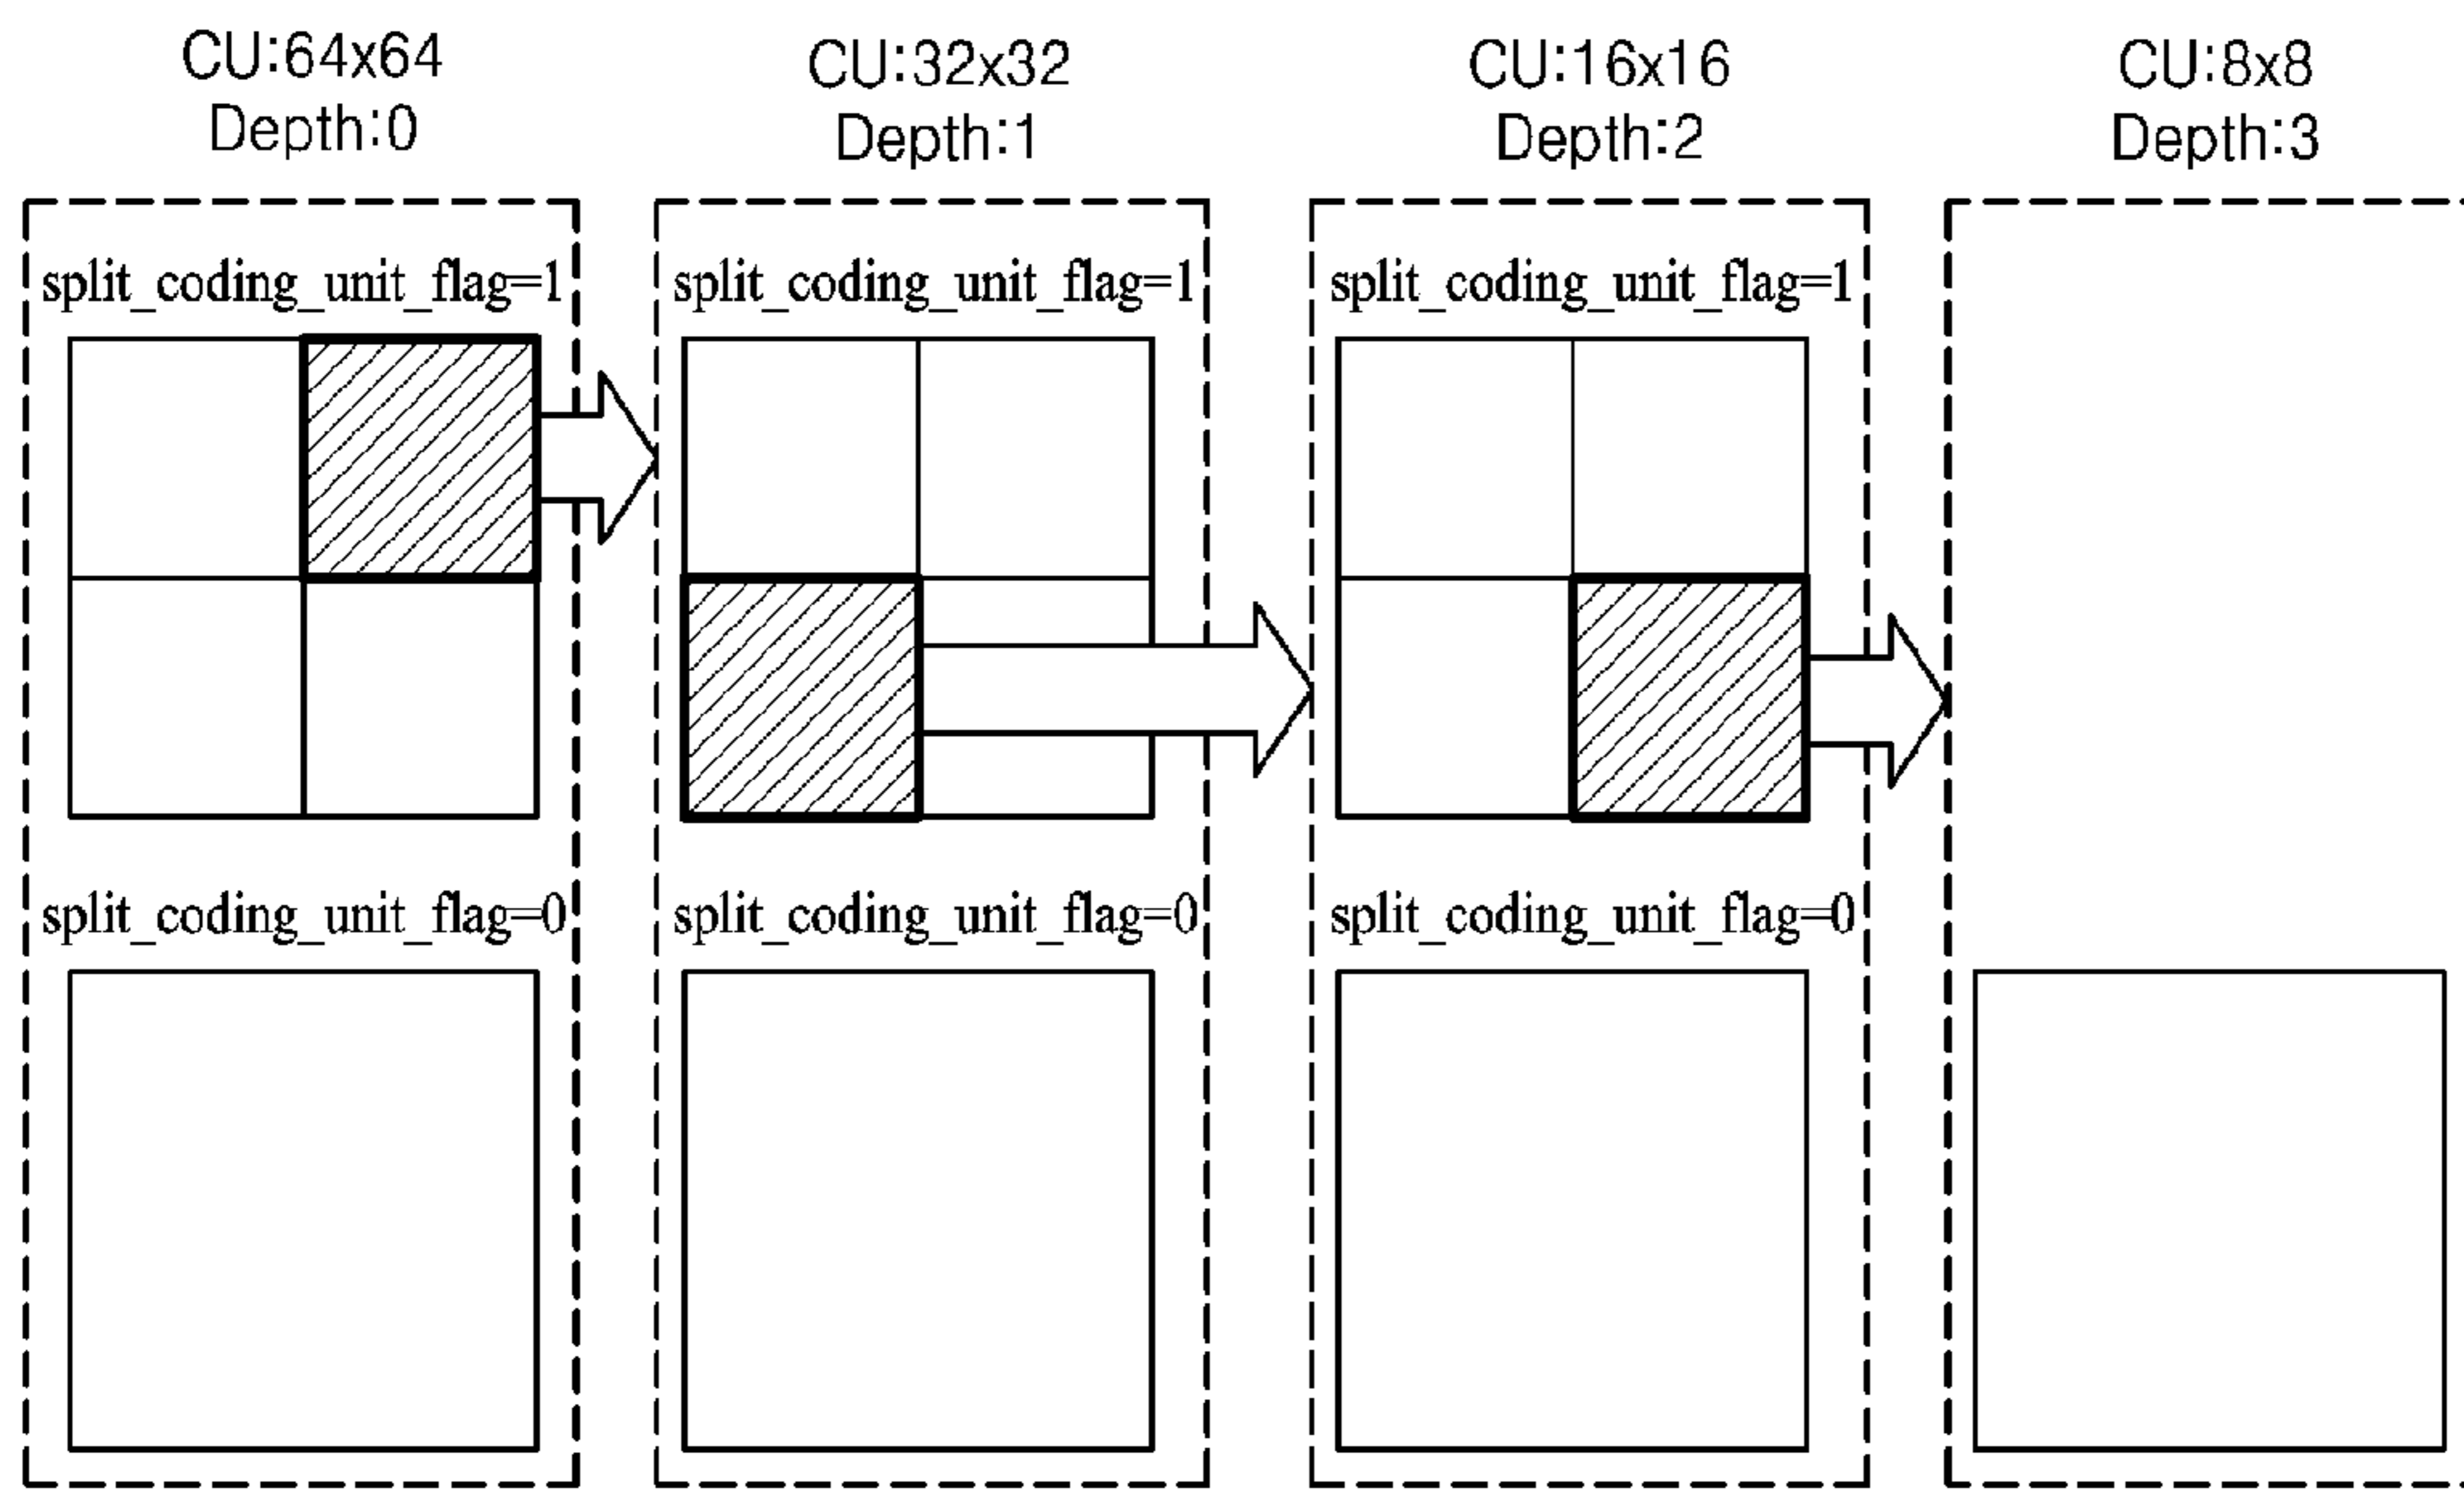 CU:64x64
Depth:0
CU:32x32
Depth:1
CU:16x16
Depth:2
CU:8x8
Depth:3
split_coding_unit_flag=1
split_coding_unit_flag=1
split_coding_unit_flag=1
split_coding_unit_flag=0
split_coding_unit_flag=0
split_coding_unit_flag=0